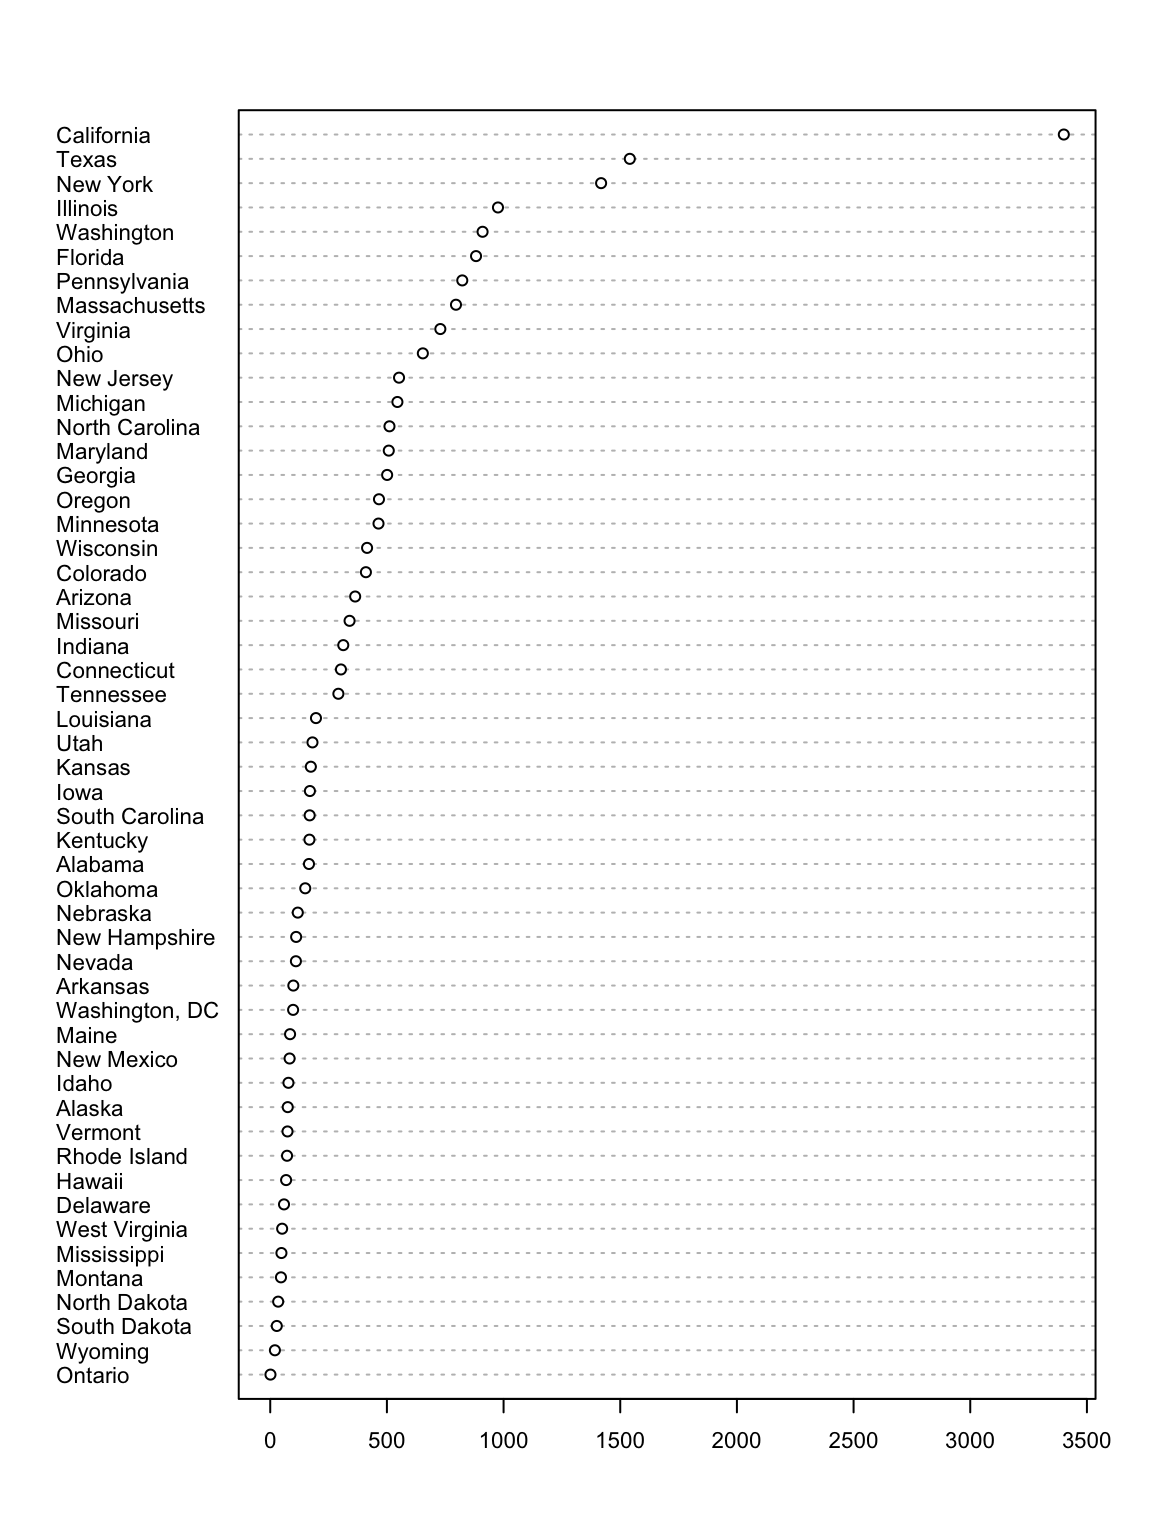 California
Texas
New York
Illinois
Washington
Florida
Pennsylvania
Massachusetts
Virginia
Ohio
New Jersey
Michigan
North Carolina
Maryland
Georgia
Oregon
Minnesota
Wisconsin
Colorado
Arizona
Missouri
Indiana
Connecticut
Tennessee
Louisiana
Utah
Kansas
Iowa
South Carolina
Kentucky
Alabama
Oklahoma
Nebraska
New Hampshire
Nevada
Arkansas
Washington, DC
Maine
New Mexico
Idaho
Alaska
Vermont
Rhode Island
Hawaii
Delaware
West Virginia
Mississippi
Montana
North Dakota
South Dakota
Wyoming
Ontario
0 500 1000 1500 2000 2500 3000 3500